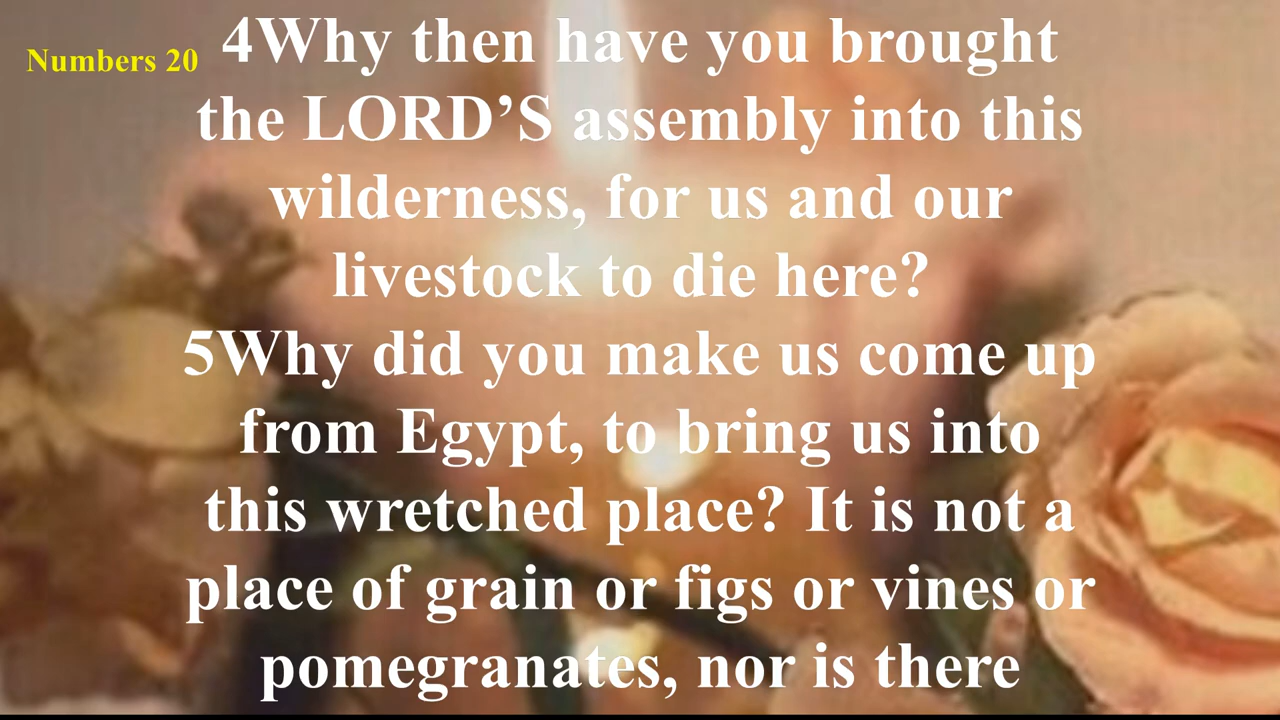 Numbers 20
4Why then have you brought
the LORD’S assembly into this
wilderness, for us and our
livestock to die here?
5Why did you make us come up
from Egypt, to bring us into
this wretched place? It is not a
place of grain or figs or vines or
pomegranates, nor is there